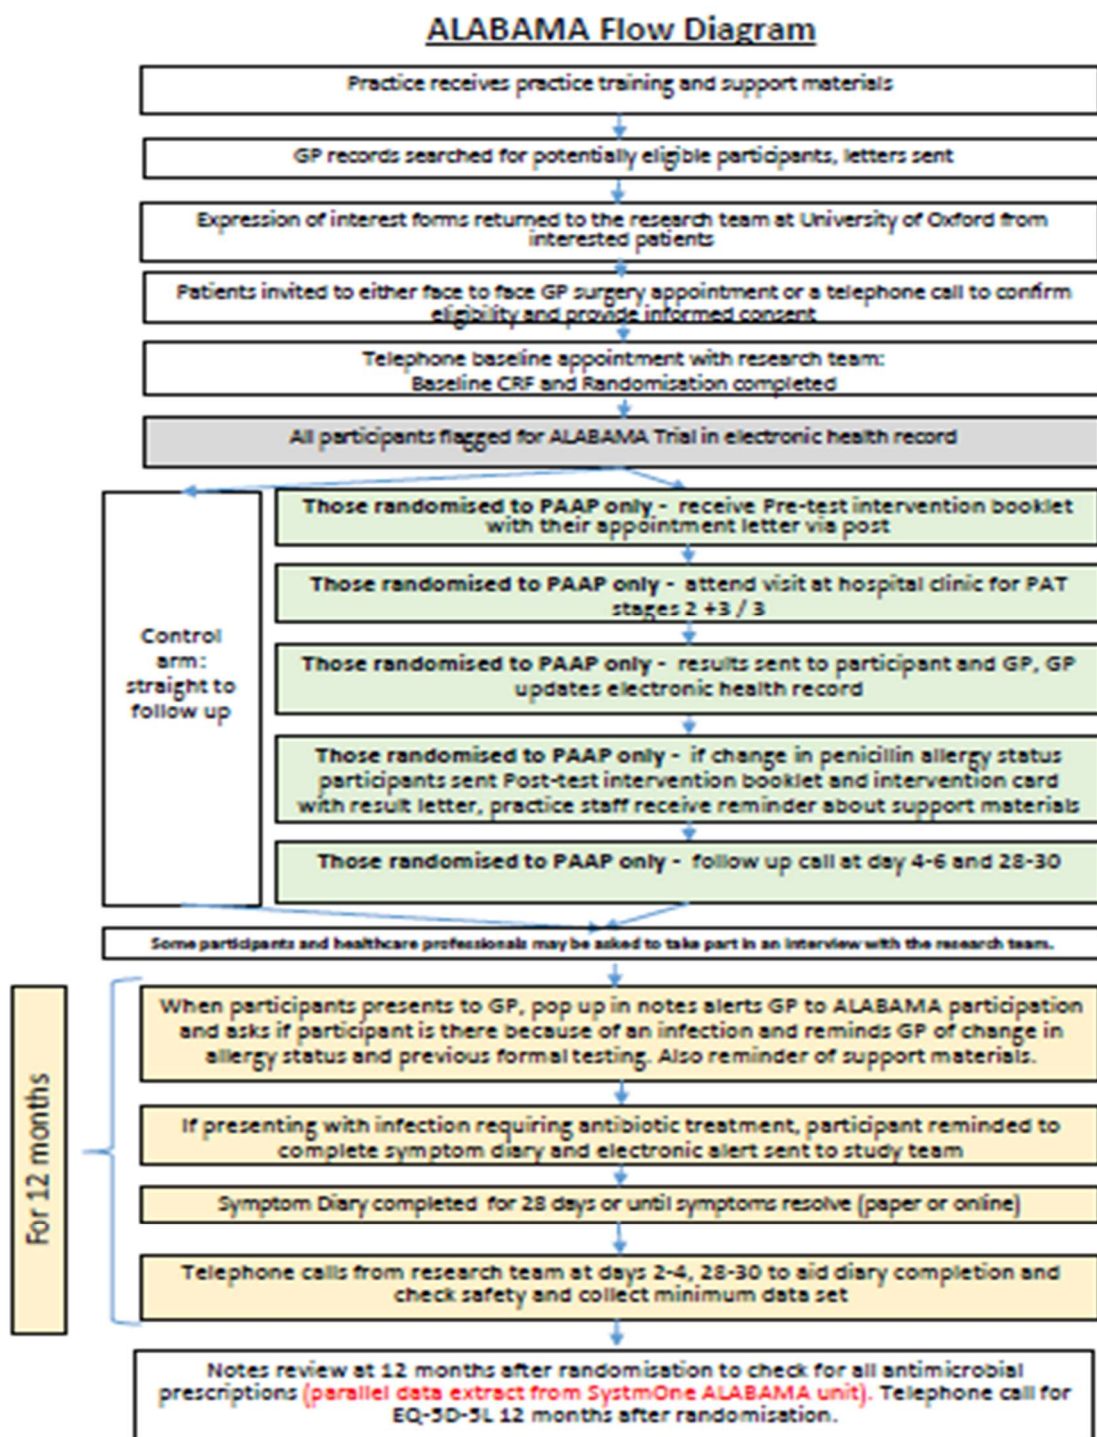 ALABAMA Flow Diagram
Practice receives practice training and support materials
GP records searched for potentially eligible participants, letters sent
Expression of interest forms returned to the research team at University of Oxford from
interested patients
Patients invited to either face to face GP surgery appointment or a telephone call to confirm
eligibility and provide informed consent
Telephone baseline appointment with research team:
Baseline CRF and Randomisation completed
All participants flagged for ALABAMA Trial in electronic health record
Control
arm:
straight to
follow up
Those randomised to PAAP only - receive Pre-test intervention booklet
with their appointment letter via post
Those randomised to PAAP only - attend visit at hospital clinic for PAT
stages 2 +3 / 3
Those randomised to PAAP only - results sent to participant and GP, GP
updates electronic health record
Those randomised to PAAP only - if change in penicillin allergy status
participants sent Post-test intervention booklet and intervention card
with result letter, practice staff receive reminder about support materials
Those randomised to PAAP only - follow up call at day 4-6 and 28-30
Some participants and healthcare professionals may be asked to take part in an interview with the research team.
For 12 months
When participants presents to GP, pop up in notes alerts GP to ALABAMA participation
and asks if participant is there because of an infection and reminds GP of change in
allergy status and previous formal testing. Also reminder of support materials.
If presenting with infection requiring antibiotic treatment, participant reminded to
complete symptom diary and electronic alert sent to study team
Symptom Diary completed for 28 days or until symptoms resolve (paper or online)
Telephone calls from research team at days 2-4, 28-30 to aid diary completion and
check safety and collect minimum data set
Notes review at 12 months after randomisation to check for all antimicrobial
prescriptions (parallel data extract from SystmOne ALABAMA unit). Telephone call for
EQ-5D-5L 12 months after randomisation.